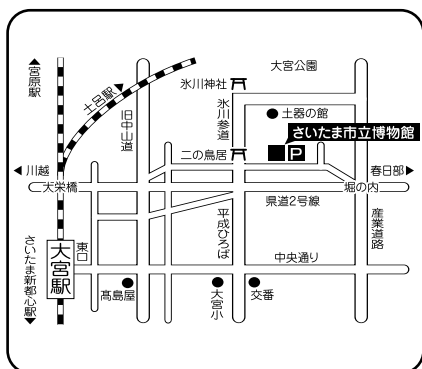 宮原駅
土呂駅
旧中山道
氷川神社
大宮公園
氷川参道
土器の館
さいたま市立博物館
二の鳥居
P
川越
春日部
大栄橋
堀の内
県道2号線
さいたま新都心駅
大宮駅
東口
平成ひろば
産業道路
中央通り
髙島屋
大宮小
交番